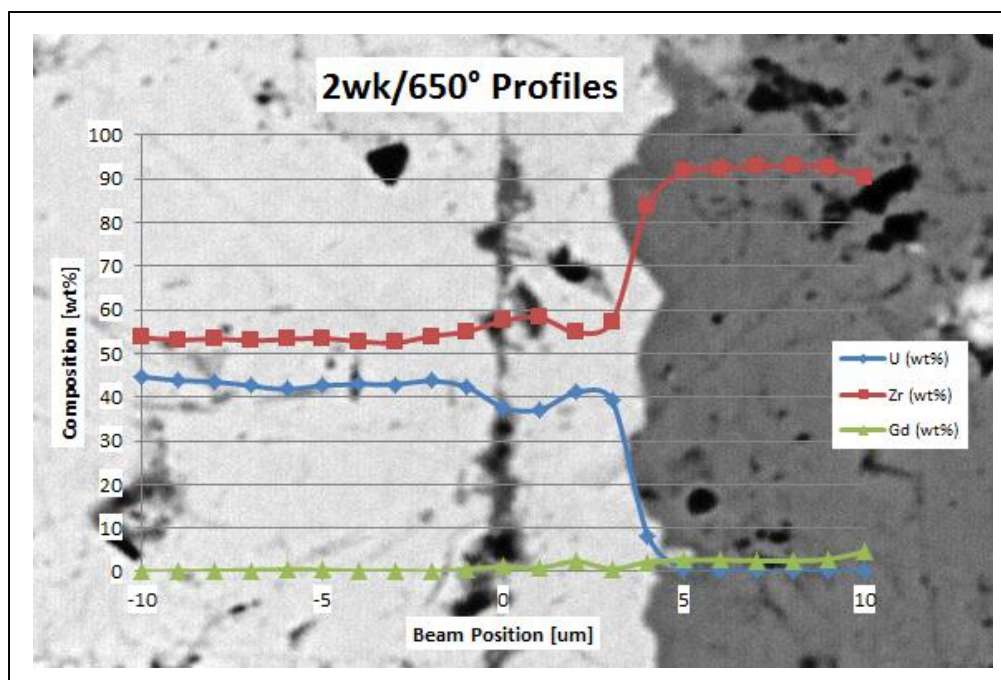 2wk/650° Profiles
100
90
80
70
60
50
40
30
20
10
0
Composition [wt%]
-10
-5
0
5
10
Beam Position [um]
U (wt%)
Zr (wt%)
Gd (wt%)